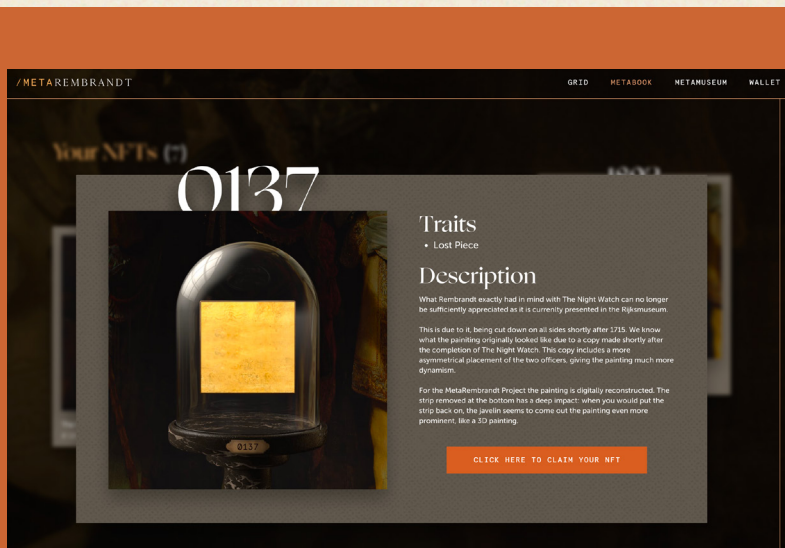 /METAREMBRANDT
GRID METABOOK METAMUSEUM WALLET
Your NFTs (7)
0137
Traits
• Lost Piece
Description
What Rembrandt exactly had in mind with The Night Watch can no longer
be sufficiently appreciated as it is currenlty presented in the Rijksmuseum.
This is due to it, being cut down on all sides shortly after 1715. We know
what the painiting originally looked like due to a copy made shortly after
the completion of The Night Watch. This copy includes a more
asymmetrical placement of the two officers, giving the painting much more
dynamism.
For the MetaRembrandt Project the painting is digitally reconstructed. The
strip removed at the bottom has a deep impact: when you would put the
strip back on, the javelin seems to come out the painting even more
prominent, like a 3D painting.
0137
CLICK HERE TO CLAIM YOUR NFT